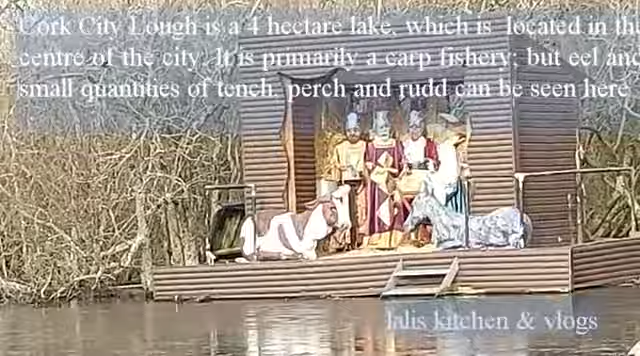 Cork City Lough is a 4 hectare lake, which is located in the
centre of the city. It is primarily a carp fishery; but eel and
small quantities of tench. perch and rudd can be seen here
lalis kitchen & vlogs